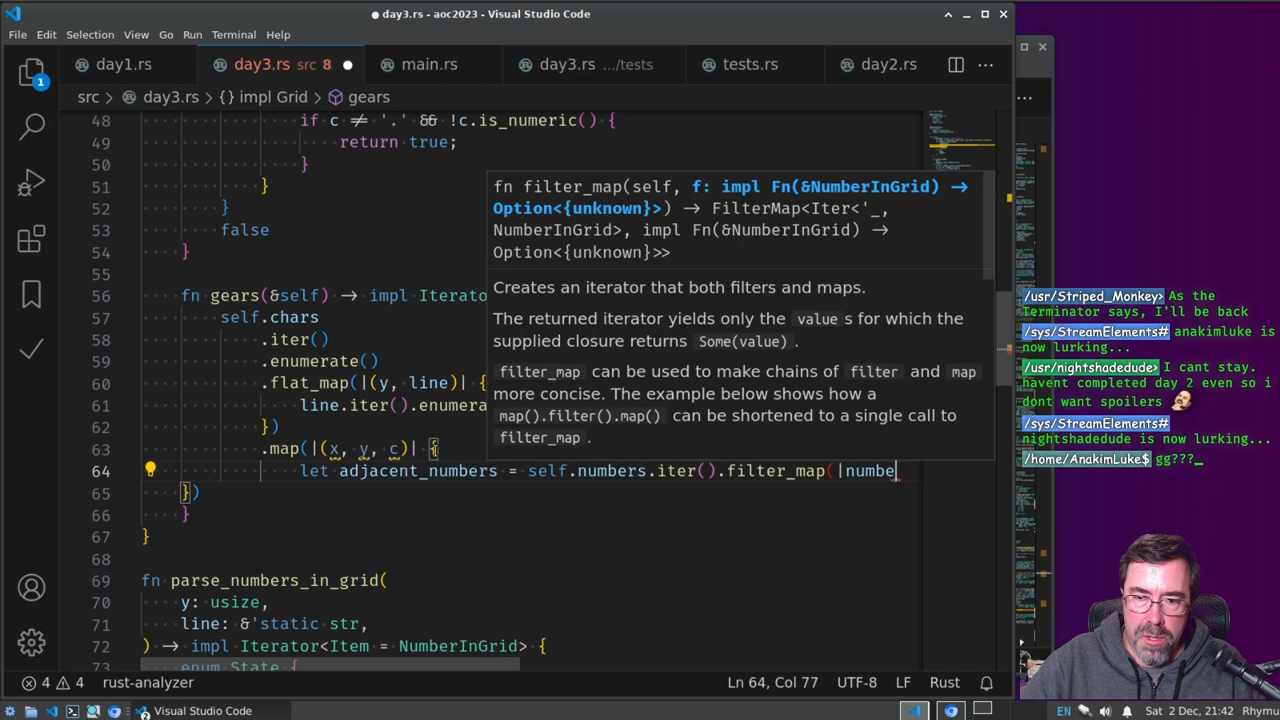 day3.rs - aoc2023 - Visual Studio Code
File Edit Selection View Go Run Terminal Help
day1.rs day3.rs src 8 main.rs day3.rs .../tests tests.rs day2.rs
src > day3.rs > {} impl Grid > gears
48 if c ≠ '.' && !c.is_numeric() {
49 return true;
50 }
51 }
52 }
53 false
54 }
55
56 fn gears(&self) → impl Iterator
57 self.chars
58 .iter()
59 .enumerate()
60 .flat_map(|(y, line)| {
61 line.iter().enumera
62 })
63 .map(|(x, y, c)| {
64 let adjacent_numbers = self.numbers.iter().filter_map(|numbe
65 })
66 }
67 }
68
69 fn parse_numbers_in_grid(
70 y: usize,
71 line: &'static str,
72 ) → impl Iterator<Item = NumberInGrid> {
73 enum State {
fn filter_map(self, f: impl Fn(&NumberInGrid) →
Option<{unknown}>) → FilterMap<Iter<'_,
NumberInGrid>, impl Fn(&NumberInGrid) →
Option<{unknown}>>
Creates an iterator that both filters and maps.
The returned iterator yields only the value s for which the
supplied closure returns Some(value) .
filter_map can be used to make chains of filter and map
more concise. The example below shows how a
map().filter().map() can be shortened to a single call to
filter_map .
/usr/Striped_Monkey> As the
Terminator says, I'll be back
/sys/StreamElements# anakimluke is
now lurking...
/usr/nightshadedude> I cant stay.
havent completed day 2 even so i
dont want spoilers
/sys/StreamElements#
nightshadedude is now lurking...
/home/AnakimLuke$ gg???_
4 4 rust-analyzer Ln 64, Col 77 UTF-8 LF Rust
2 Visual Studio Code EN Sat 2 Dec, 21:42 Rhymu